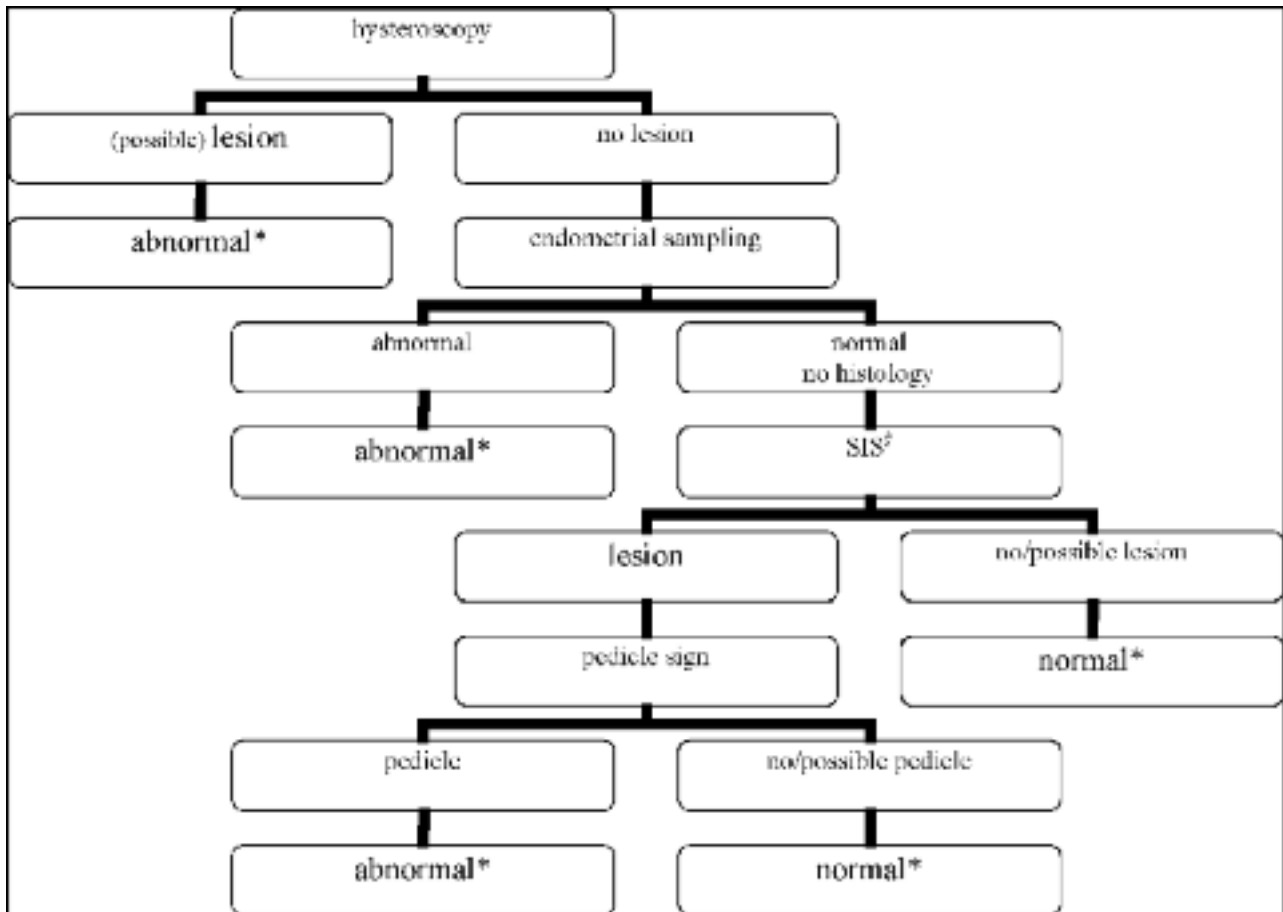 hysteroscopy
(possible) lesion
no lesion
abnormal*
endometrial sampling
abnormal
normal
no histology
abnormal*
SIS
lesion
no/possible lesion
pedicle sign
normal*
pedicle
no/possible pedicle
abnormal*
normal*